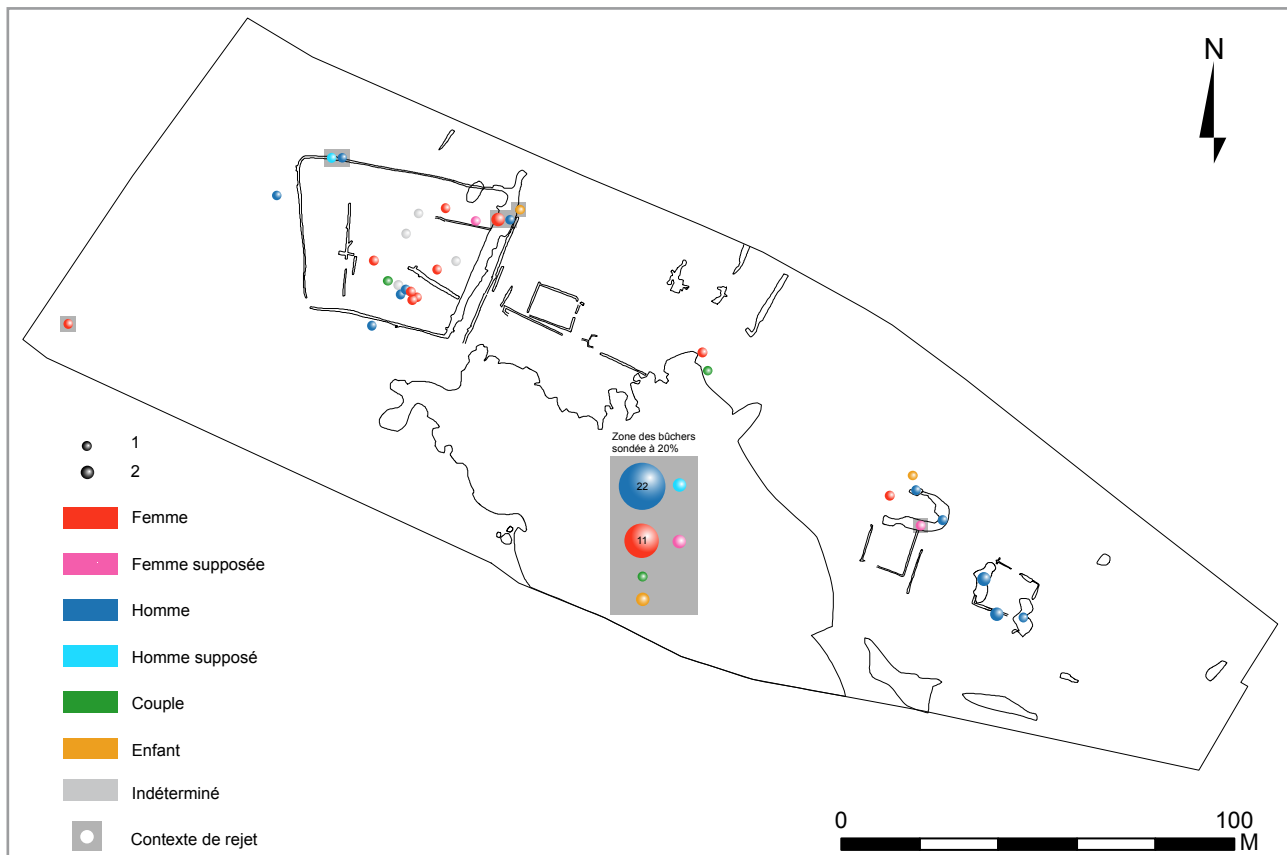 N
Zone des bûchers
sondée à 20%
22
11
1
2
Femme
Femme supposée
Homme
Homme supposé
Couple
Enfant
Indéterminé
Contexte de rejet
0
100
M